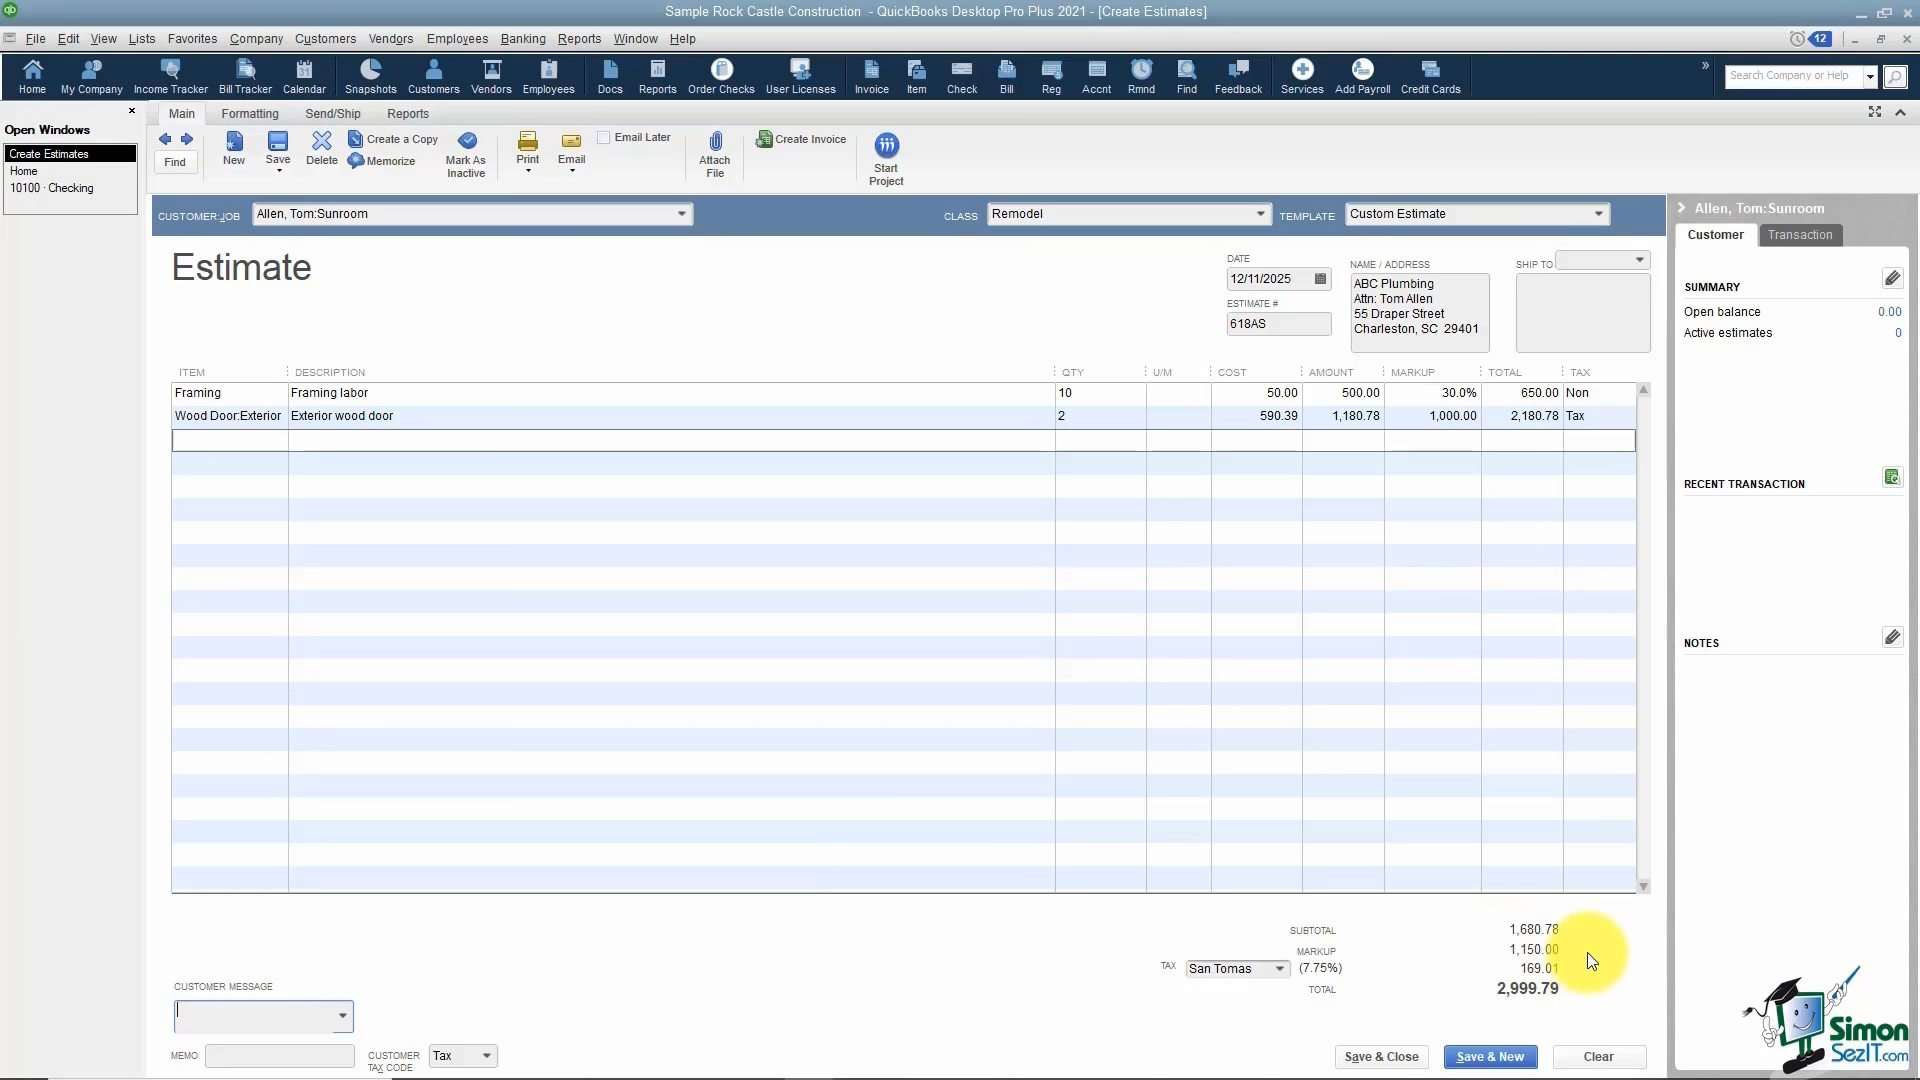 Sample Rock Castle Construction - QuickBooks Desktop Pro Plus 2021 - [Create Estimates]
File Edit View Lists Favorites Company Customers Vendors Employees Banking Reports Window Help 12
Home My Company Income Tracker Bill Tracker Calendar Snapshots Customers Vendors Employees Docs Reports Order Checks User Licenses Invoice Item Check Bill Reg Accnt Rmnd Find Feedback Services Add Payroll Credit Cards » Search Company or Help
Main Formatting Send/Ship Reports
Open Windows
Create Estimates
Home
10100 · Checking
Find
New
Save
Delete
Create a Copy
Memorize
Mark As
Inactive
Print
Email
Email Later
Attach
File
Create Invoice
Start
Project
CUSTOMER:JOB Allen, Tom:Sunroom CLASS Remodel TEMPLATE Custom Estimate
Estimate
DATE
12/11/2025
ESTIMATE #
618AS
NAME / ADDRESS
ABC Plumbing
Attn: Tom Allen
55 Draper Street
Charleston, SC 29401
SHIP TO
ITEM DESCRIPTION QTY U/M COST AMOUNT MARKUP TOTAL TAX
Framing Framing labor 10 50.00 500.00 30.0% 650.00 Non
Wood Door:Exterior Exterior wood door 2 590.39 1,180.78 1,000.00 2,180.78 Tax
SUBTOTAL 1,680.78
MARKUP 1,150.00
TAX San Tomas (7.75%) 169.01
TOTAL 2,999.79
CUSTOMER MESSAGE
MEMO
CUSTOMER
TAX CODE
Tax
Save & Close Save & New Clear
Allen, Tom:Sunroom
Customer Transaction
SUMMARY
Open balance 0.00
Active estimates 0
RECENT TRANSACTION
NOTES
Simon
SezIT.com